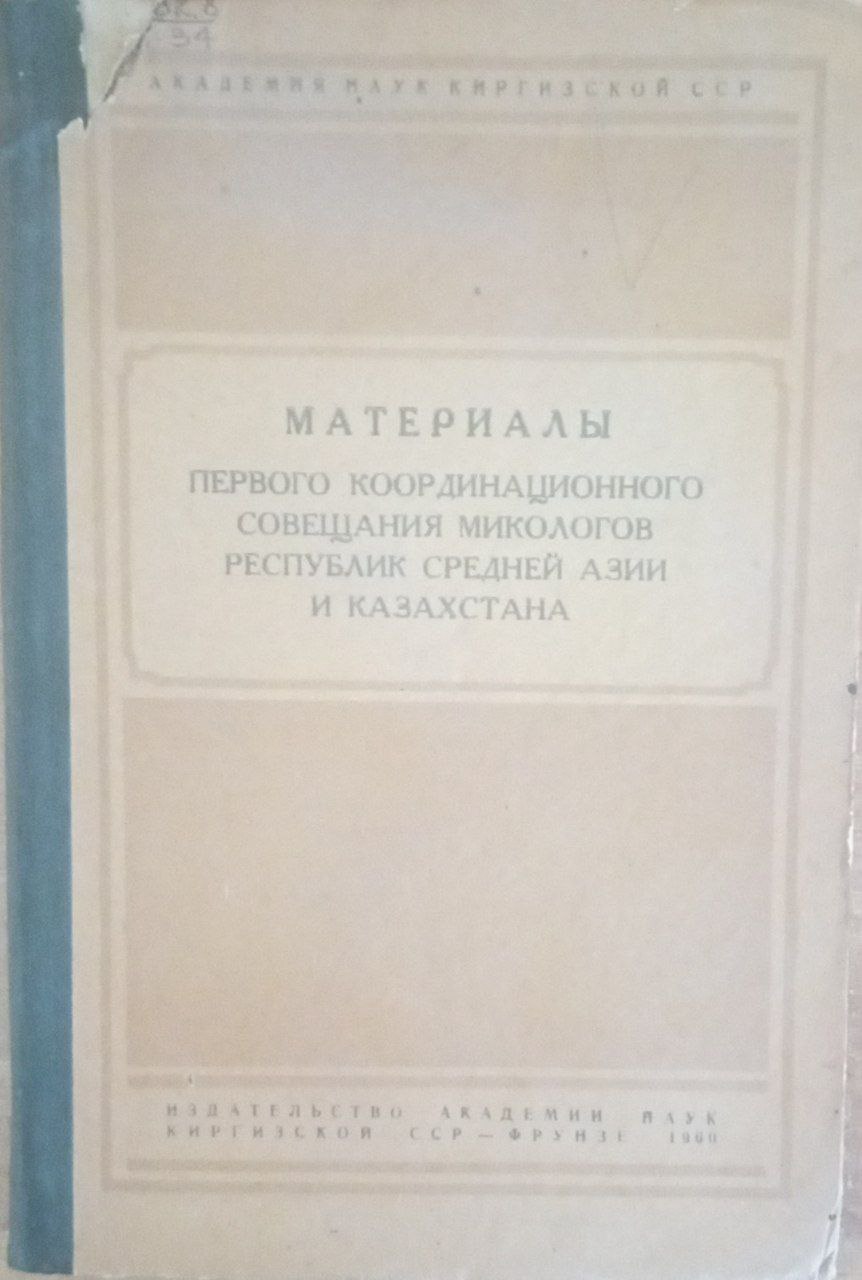 34
АКАДЕМИЯ НАУК КИРГИЗСКОЙ ССР
МАТЕРИАЛЫ
ПЕРВОГО КООРДИНАЦИОННОГО
СОВЕЩАНИЯ МИКОЛОГОВ
РЕСПУБЛИК СРЕДНЕЙ АЗИИ
И КАЗАХСТАНА
ИЗДАТЕЛЬСТВО АКАДЕМИИ НАУК
КИРГИЗСКОЙ ССР — ФРУНЗЕ 1960